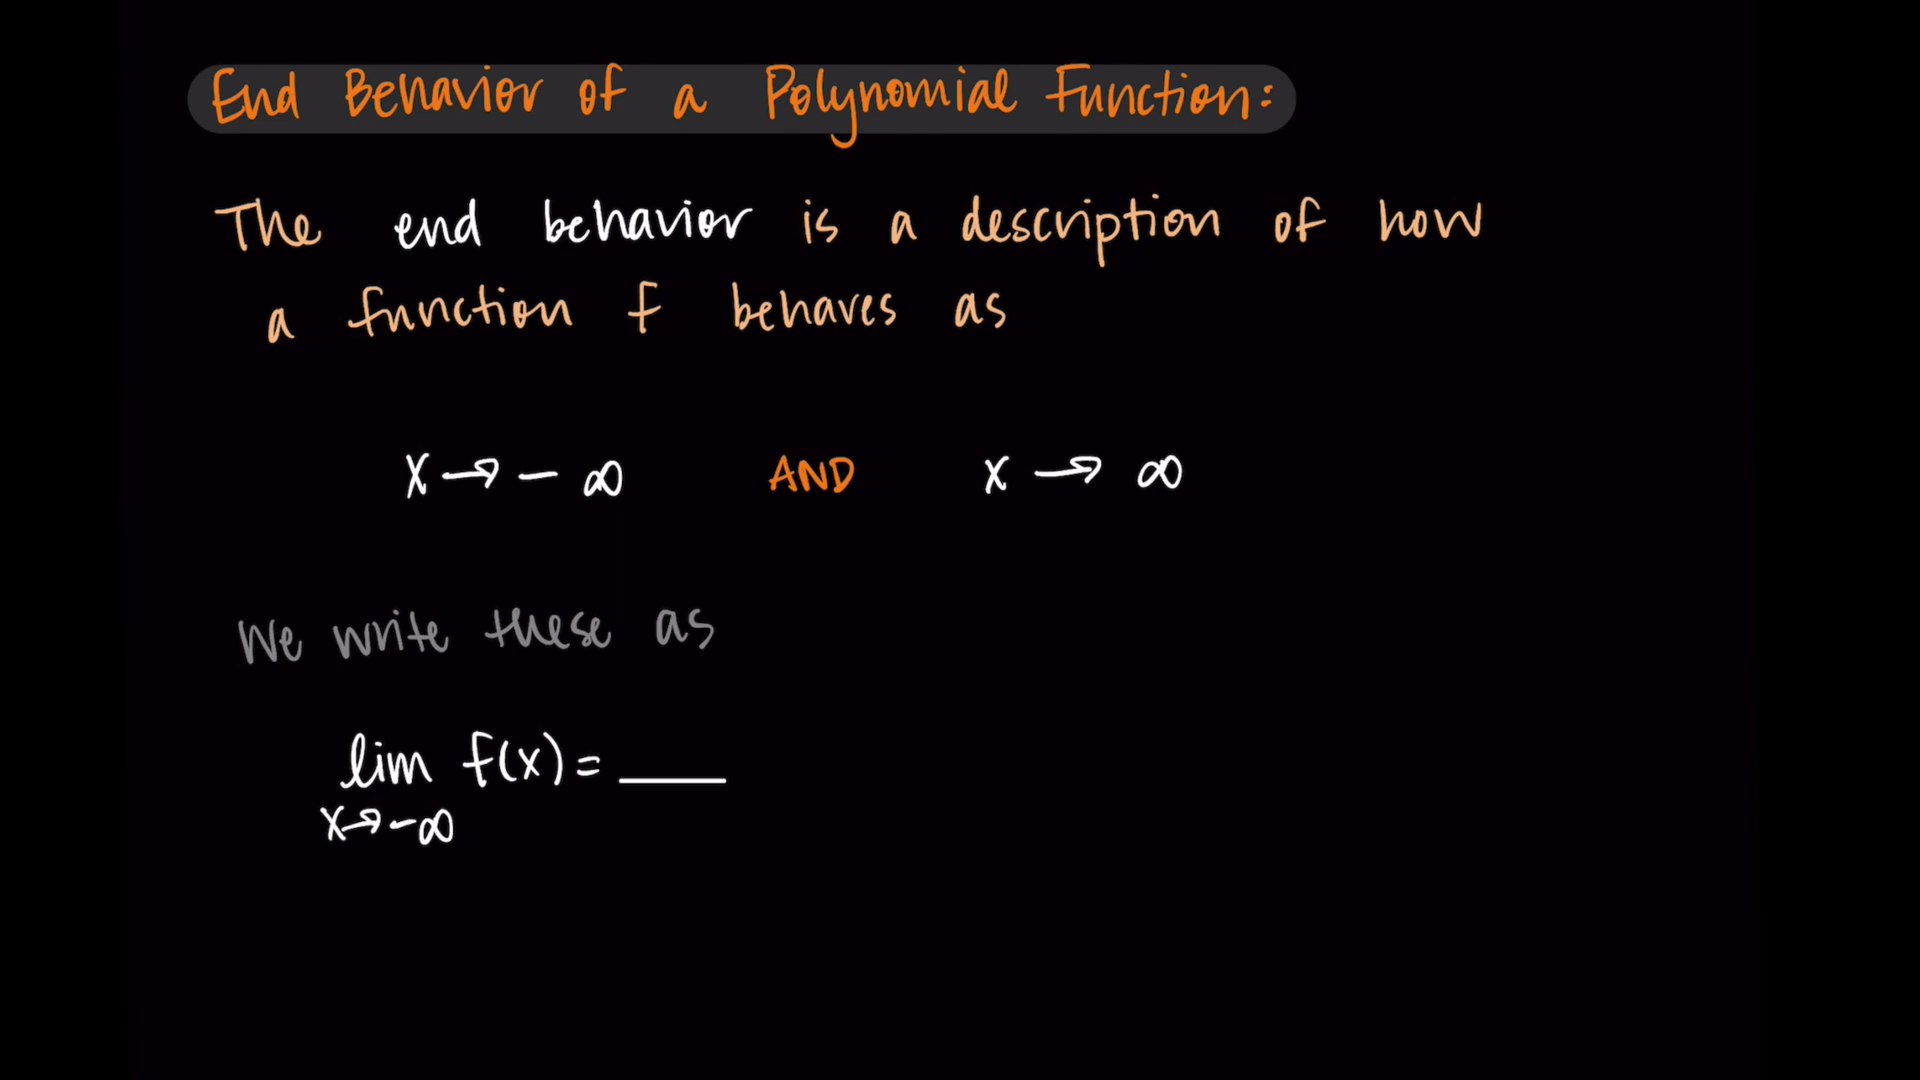 End Behavior of a Polynomial Function:
The end behavior is a description of how
a function f behaves as
x → - ∞ AND x → ∞
We write these as
lim f(x) = ____
x → -∞